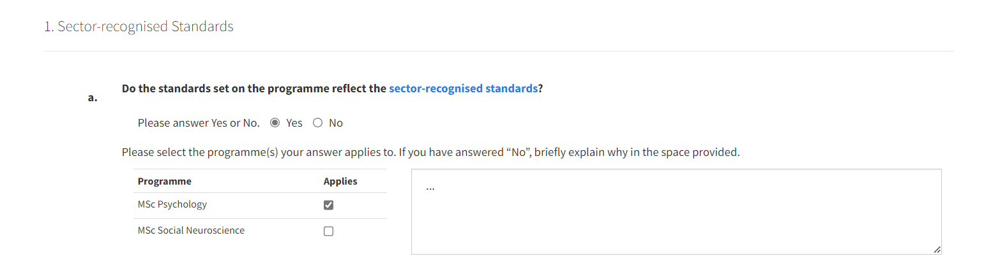 1. Sector-recognised Standards
a.
Do the standards set on the programme reflect the sector-recognised standards?
Please answer Yes or No. Yes No
Please select the programme(s) your answer applies to. If you have answered “No”, briefly explain why in the space provided.
Programme Applies
...
MSc Psychology
MSc Social Neuroscience